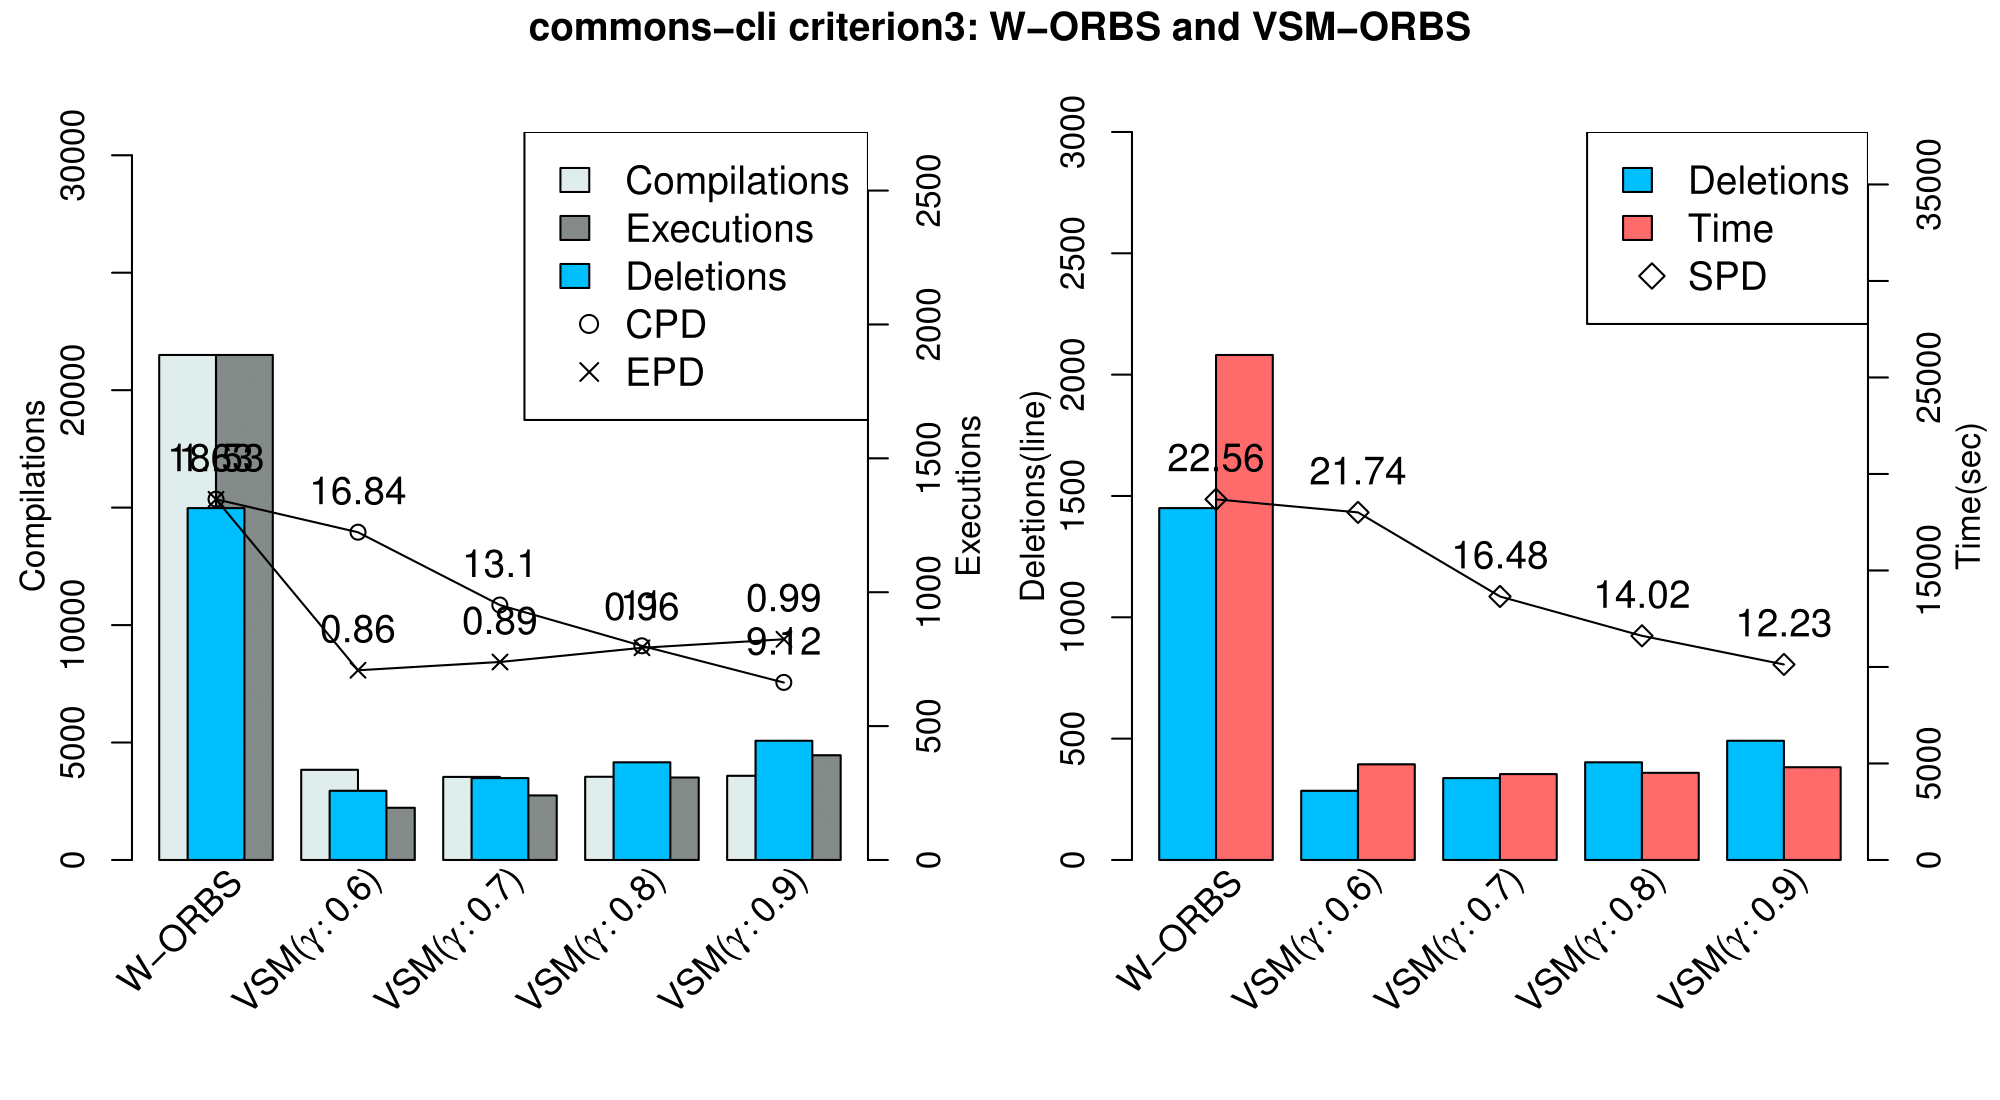 commons−cli criterion3: W−ORBS and VSM−ORBS
Compilations
0
5000
10000
20000
30000
Compilations
Executions
Deletions
CPD
EPD
16.84
13.1
11
9.12
0.86
0.89
0.96
0.99
0
500
1000
1500
2000
2500
Executions
W−ORBS
VSM(γ::0.6)
VSM(γ::0.7)
VSM(γ::0.8)
VSM(γ::0.9)
Deletions(line)
0
500
1000
1500
2000
2500
3000
Deletions
Time
SPD
22.56
21.74
16.48
14.02
12.23
0
5000
15000
25000
35000
Time(sec)
W−ORBS
VSM(γ::0.6)
VSM(γ::0.7)
VSM(γ::0.8)
VSM(γ::0.9)